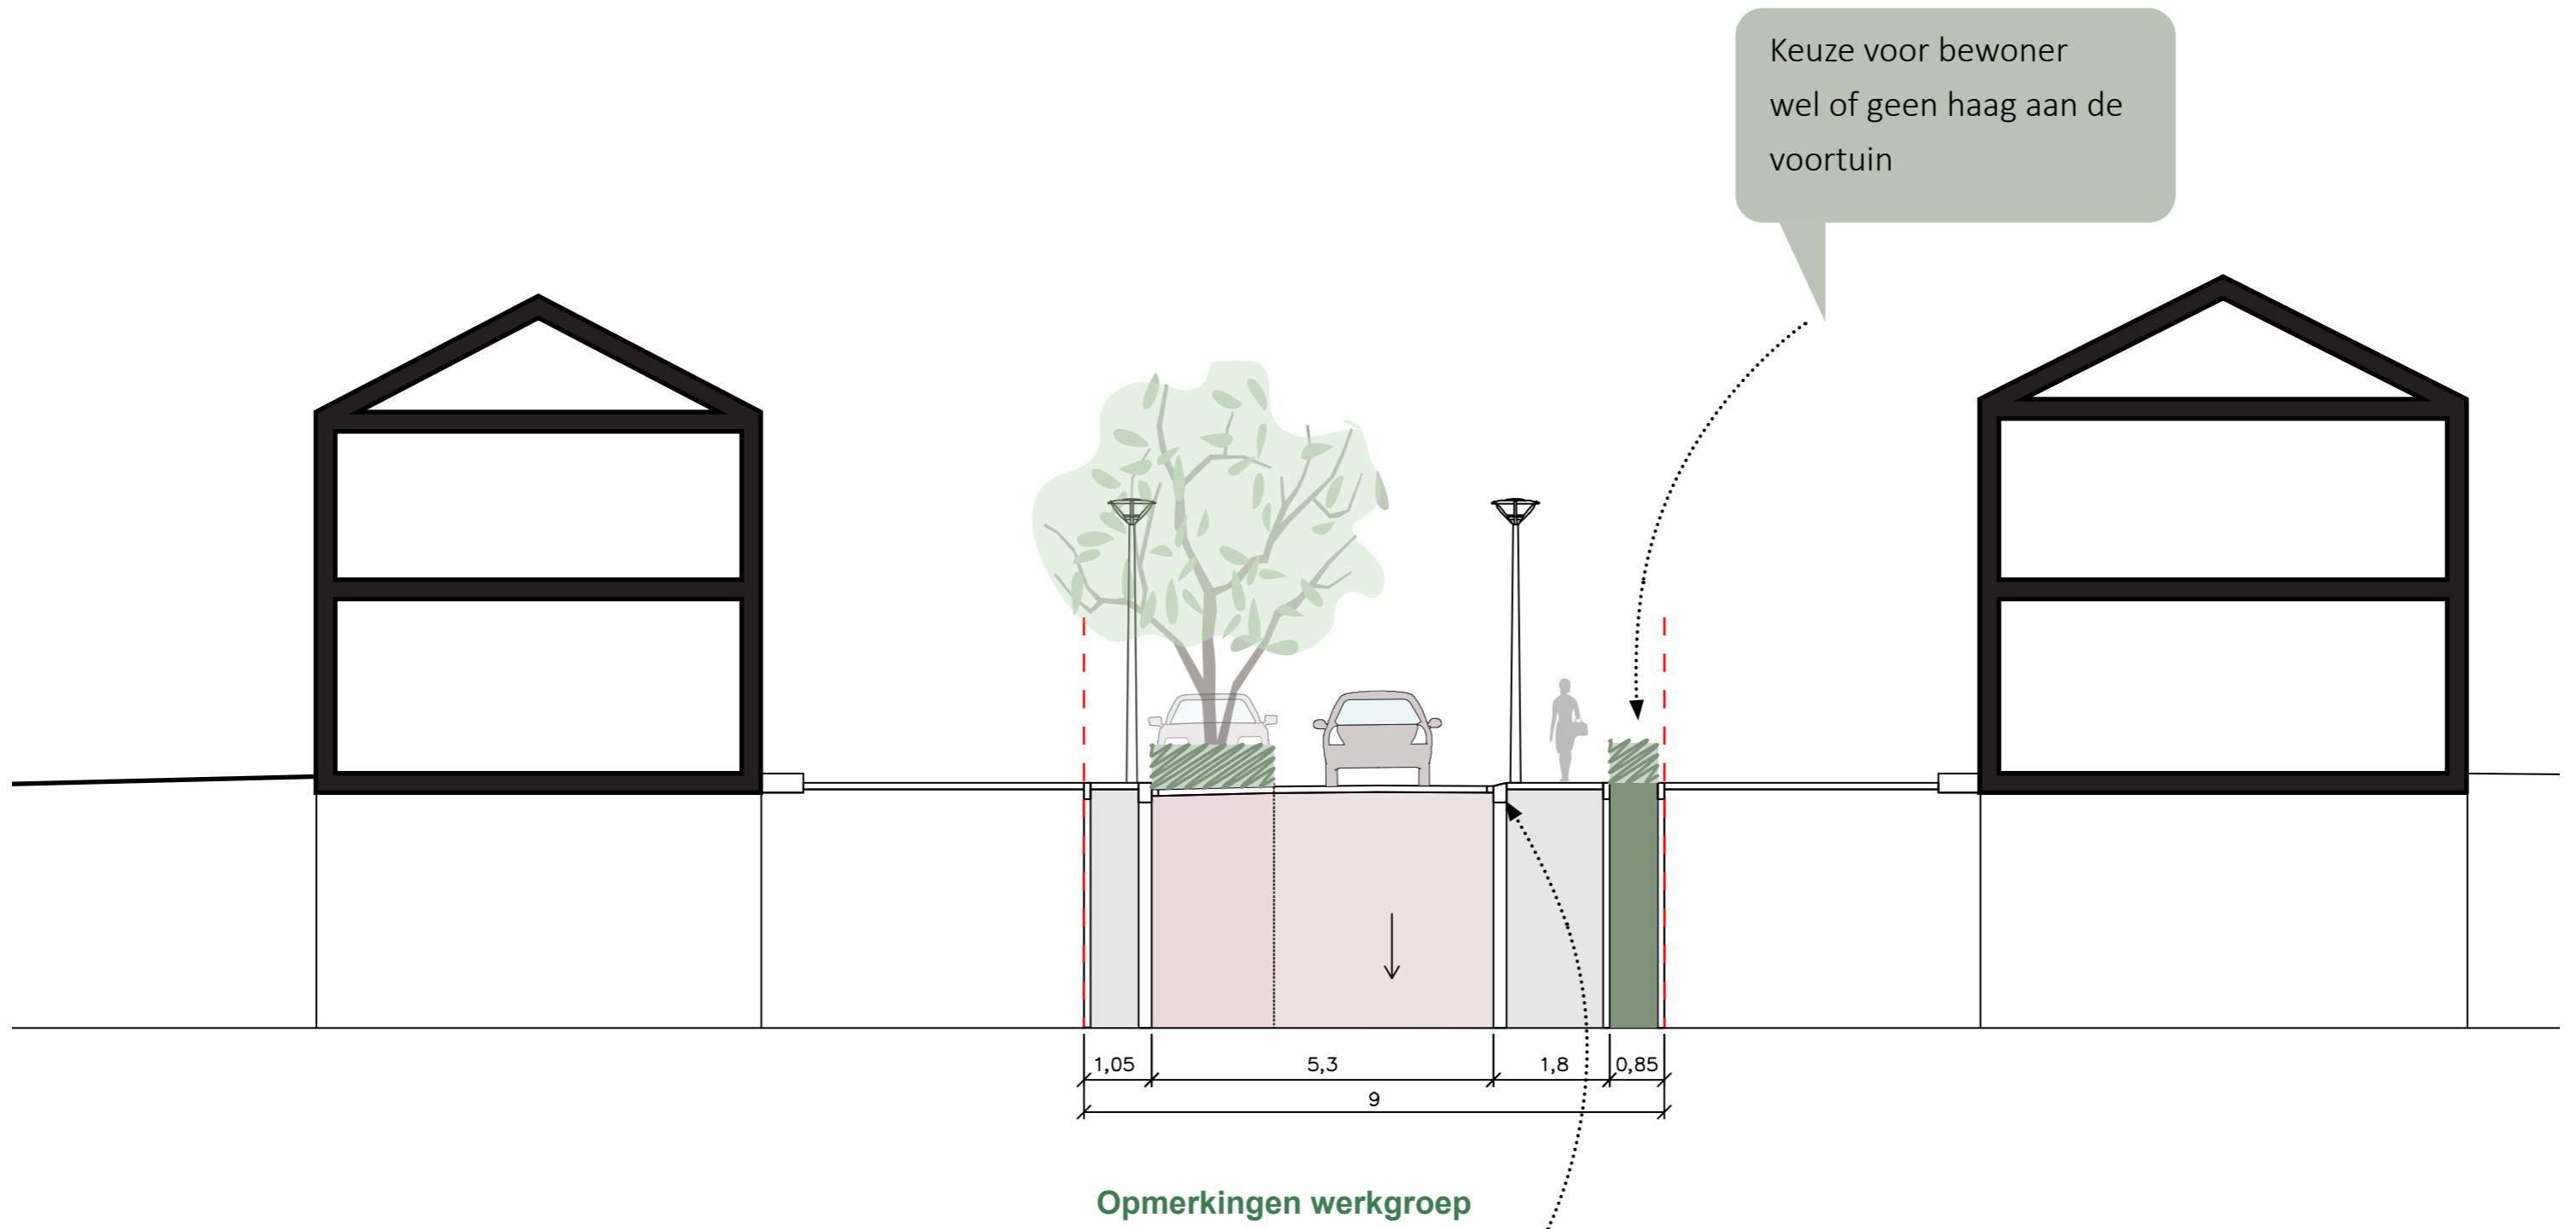 Keuze voor bewoner
wel of geen haag aan de
voortuin
1,05
5,3
1,8
0,85
9
Opmerkingen werkgroep